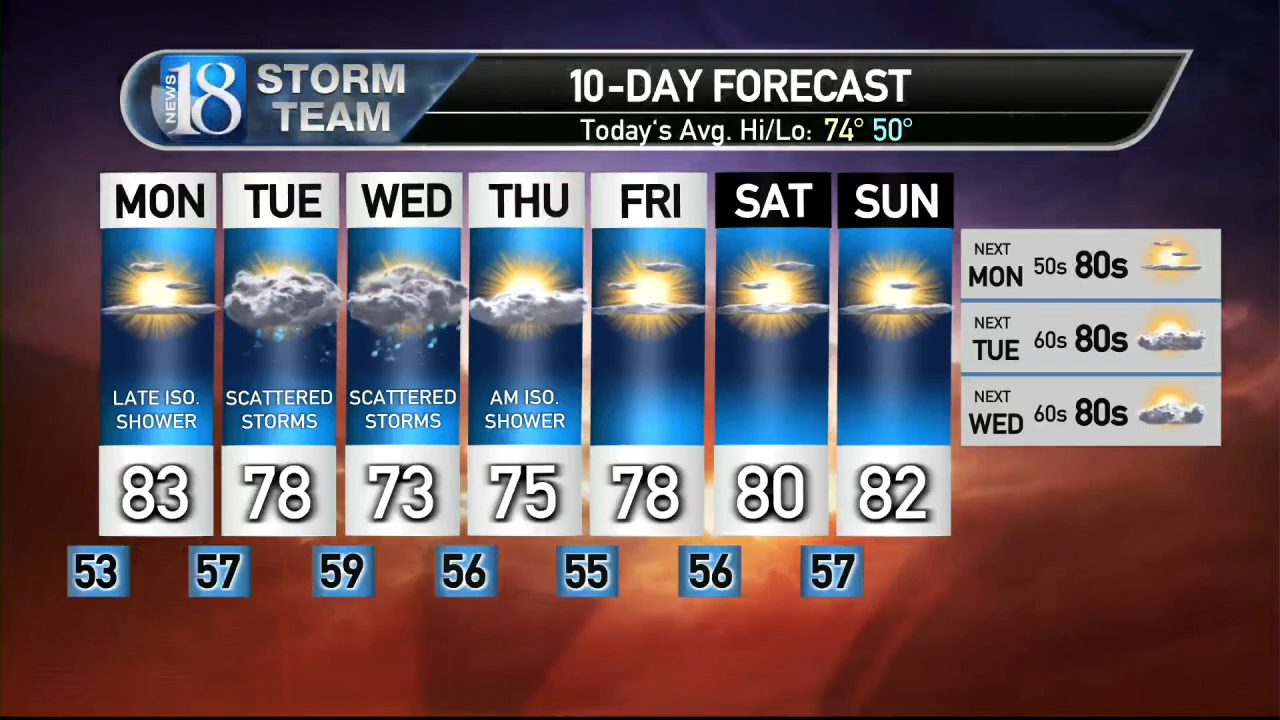 NEWS 18
STORM
TEAM
10-DAY FORECAST
Today's Avg. Hi/Lo: 74° 50°
MON TUE WED THU FRI SAT SUN
LATE ISO.
SHOWER
SCATTERED
STORMS
SCATTERED
STORMS
AM ISO.
SHOWER
83 78 73 75 78 80 82
53 57 59 56 55 56 57
NEXT
MON 50s 80s
NEXT
TUE 60s 80s
NEXT
WED 60s 80s